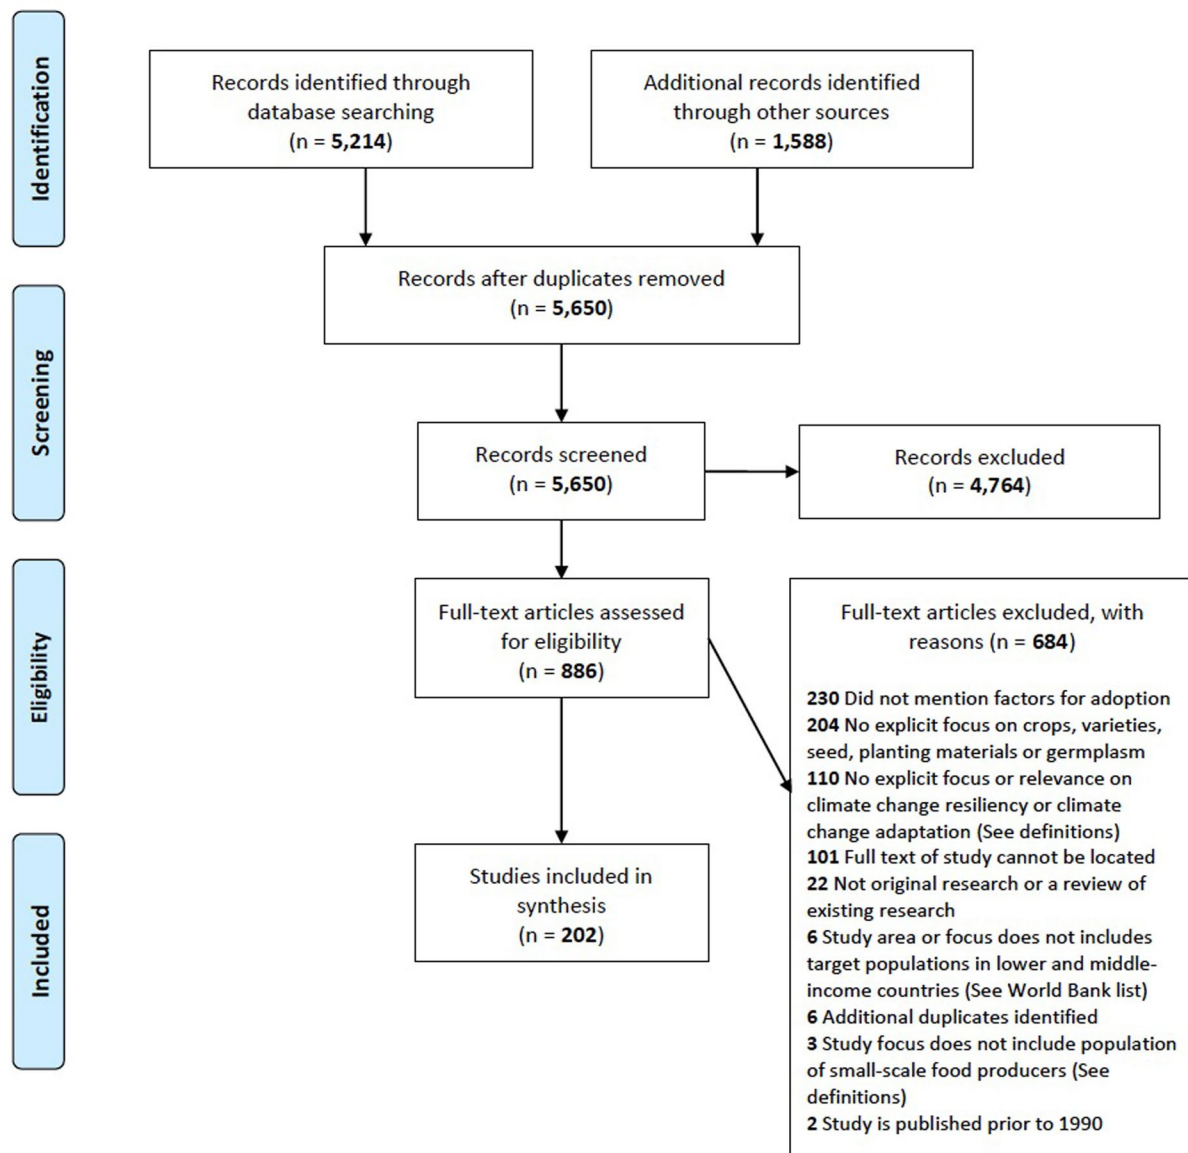 Identification
Records identified through
database searching
(n = 5,214)
Additional records identified
through other sources
(n = 1,588)
Records after duplicates removed
(n = 5,650)
Screening
Records screened
(n = 5,650)
Records excluded
(n = 4,764)
Eligibility
Full-text articles assessed
for eligibility
(n = 886)
Full-text articles excluded, with
reasons (n = 684)
230 Did not mention factors for adoption
204 No explicit focus on crops, varieties,
seed, planting materials or germplasm
110 No explicit focus or relevance on
climate change resiliency or climate
change adaptation (See definitions)
101 Full text of study cannot be located
22 Not original research or a review of
existing research
6 Study area or focus does not includes
target populations in lower and middle-
income countries (See World Bank list)
6 Additional duplicates identified
3 Study focus does not include population
of small-scale food producers (See
definitions)
2 Study is published prior to 1990
Included
Studies included in
synthesis
(n = 202)